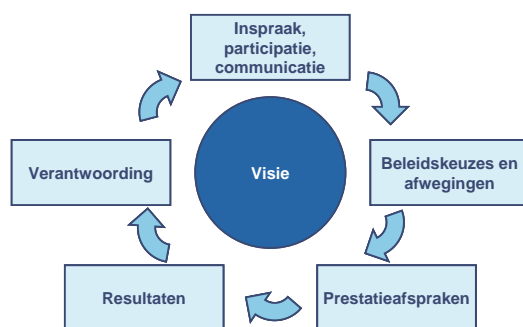 Inspraak,
participatie,
communicatie
Verantwoording
Visie
Beleidskeuzes en
afwegingen
Resultaten
Prestatieafspraken